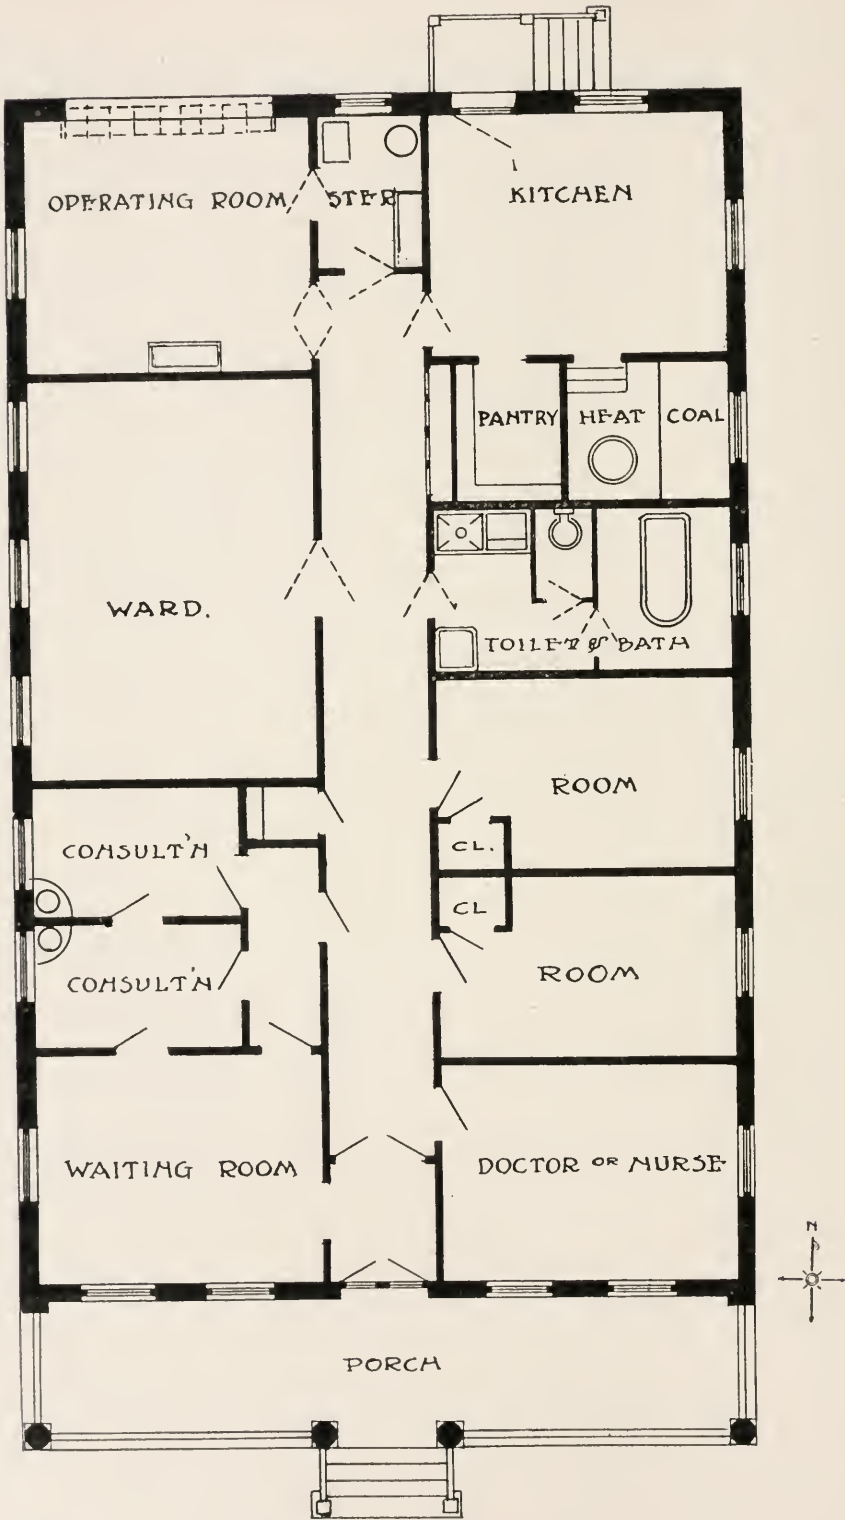 OPERATING ROOM
STER
KITCHEN
PANTRY
HEAT
COAL
WARD.
TOILET & BATH
ROOM
CL.
CONSULT'N
CL
ROOM
CONSULT'N
WAITING ROOM
DOCTOR OR NURSE
N
PORCH